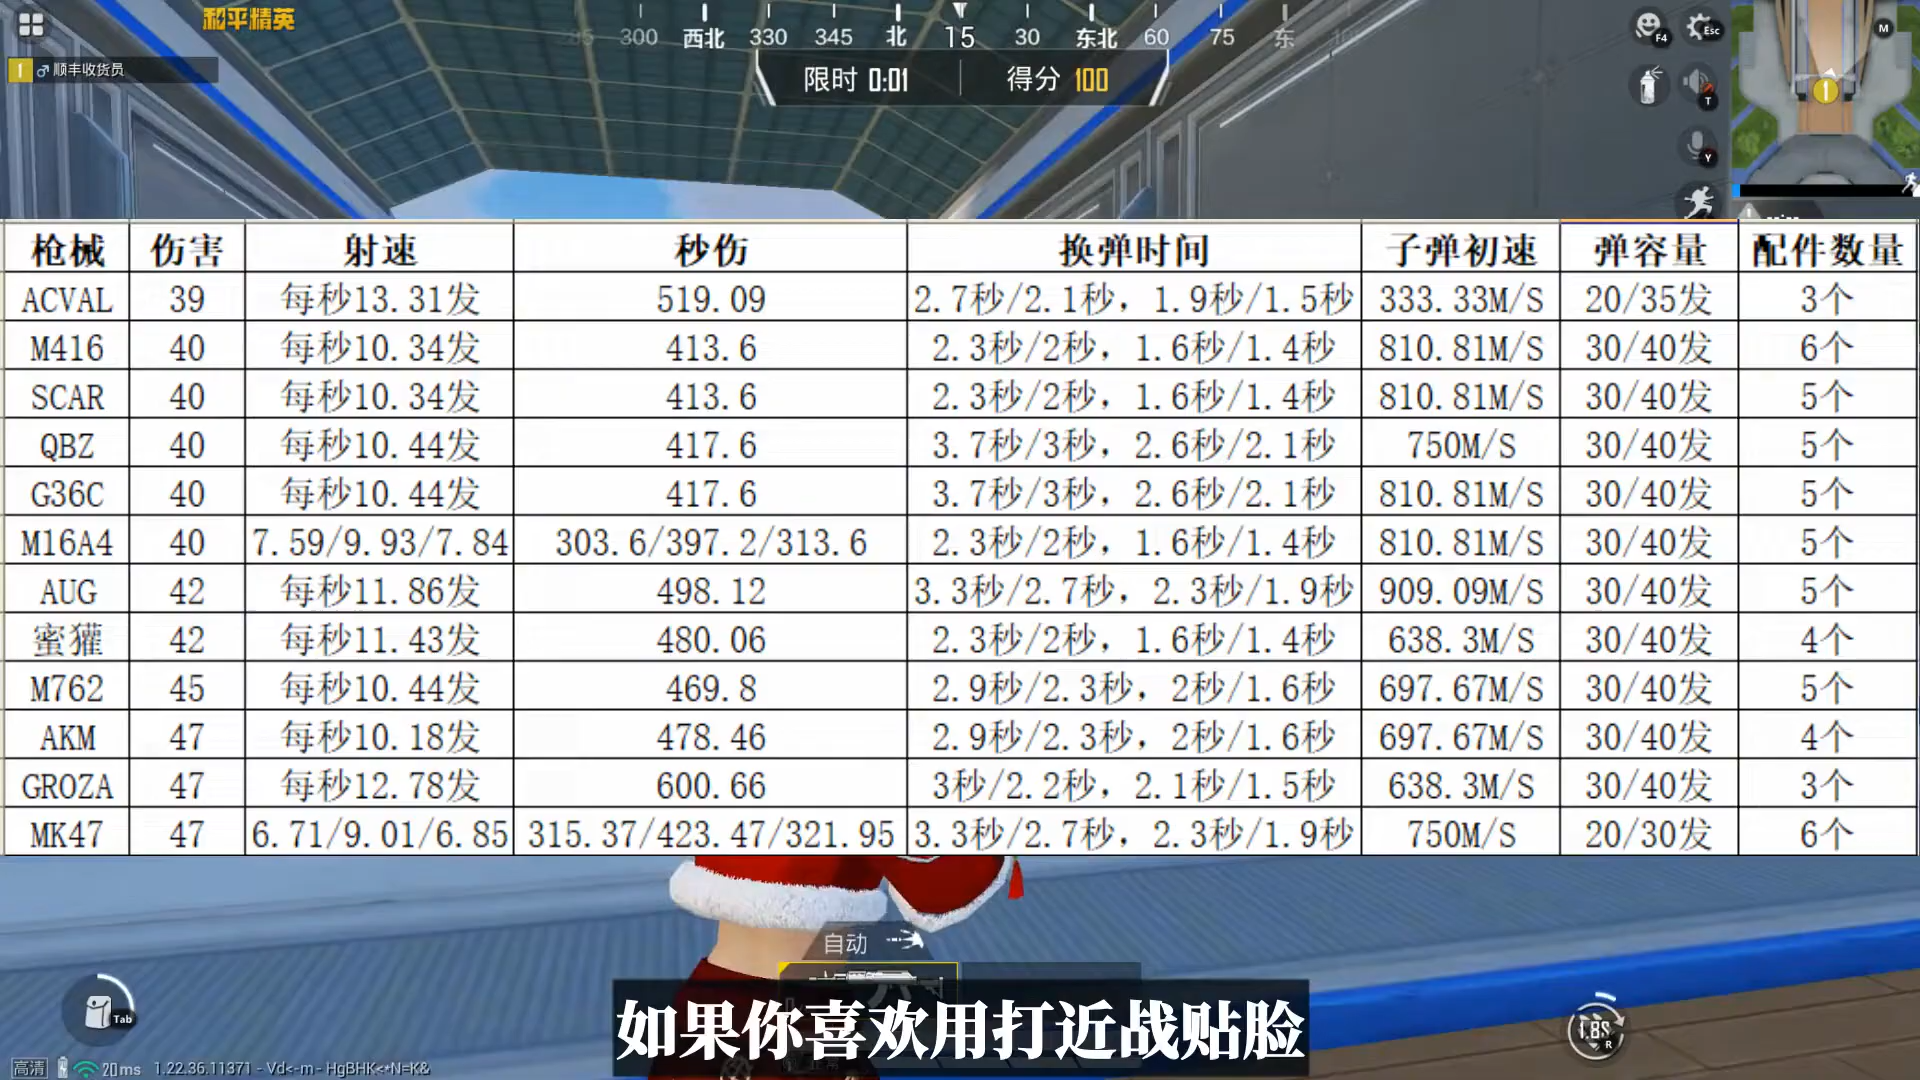 和平精英
300 西北 330 345 北 15 30 东北 60 75 东
F4 Esc M
1 顺丰收货员
限时 0:01 得分 100
1
T
Y
枪械 伤害 射速 秒伤 换弹时间 子弹初速 弹容量 配件数量
ACVAL 39 每秒13.31发 519.09 2.7秒/2.1秒，1.9秒/1.5秒 333.33M/S 20/35发 3个
M416 40 每秒10.34发 413.6 2.3秒/2秒，1.6秒/1.4秒 810.81M/S 30/40发 6个
SCAR 40 每秒10.34发 413.6 2.3秒/2秒，1.6秒/1.4秒 810.81M/S 30/40发 5个
QBZ 40 每秒10.44发 417.6 3.7秒/3秒，2.6秒/2.1秒 750M/S 30/40发 5个
G36C 40 每秒10.44发 417.6 3.7秒/3秒，2.6秒/2.1秒 810.81M/S 30/40发 5个
M16A4 40 7.59/9.93/7.84 303.6/397.2/313.6 2.3秒/2秒，1.6秒/1.4秒 810.81M/S 30/40发 5个
AUG 42 每秒11.86发 498.12 3.3秒/2.7秒，2.3秒/1.9秒 909.09M/S 30/40发 5个
蜜獾 42 每秒11.43发 480.06 2.3秒/2秒，1.6秒/1.4秒 638.3M/S 30/40发 4个
M762 45 每秒10.44发 469.8 2.9秒/2.3秒，2秒/1.6秒 697.67M/S 30/40发 5个
AKM 47 每秒10.18发 478.46 2.9秒/2.3秒，2秒/1.6秒 697.67M/S 30/40发 4个
GROZA 47 每秒12.78发 600.66 3秒/2.2秒，2.1秒/1.5秒 638.3M/S 30/40发 3个
MK47 47 6.71/9.01/6.85 315.37/423.47/321.95 3.3秒/2.7秒，2.3秒/1.9秒 750M/S 20/30发 6个
自动
Tab
如果你喜欢用打近战贴脸
1.8S
R
高清 20ms 1.22.36.11371 - Vd<-m- HgBHK<*N=K&